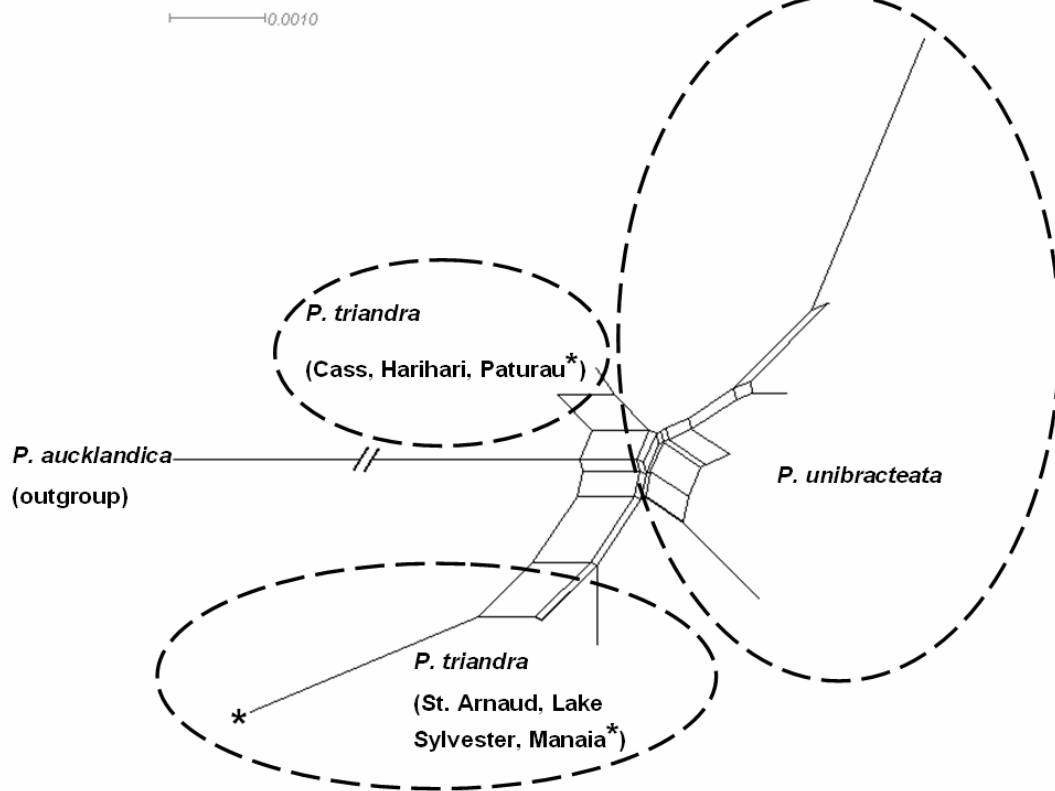 0.0010
P. triandra
(Cass, Harihari, Paturau*)
P. aucklandica
(outgroup)
P. unibracteata
P. triandra
(St. Arnaud, Lake
Sylvester, Manaia*)
*